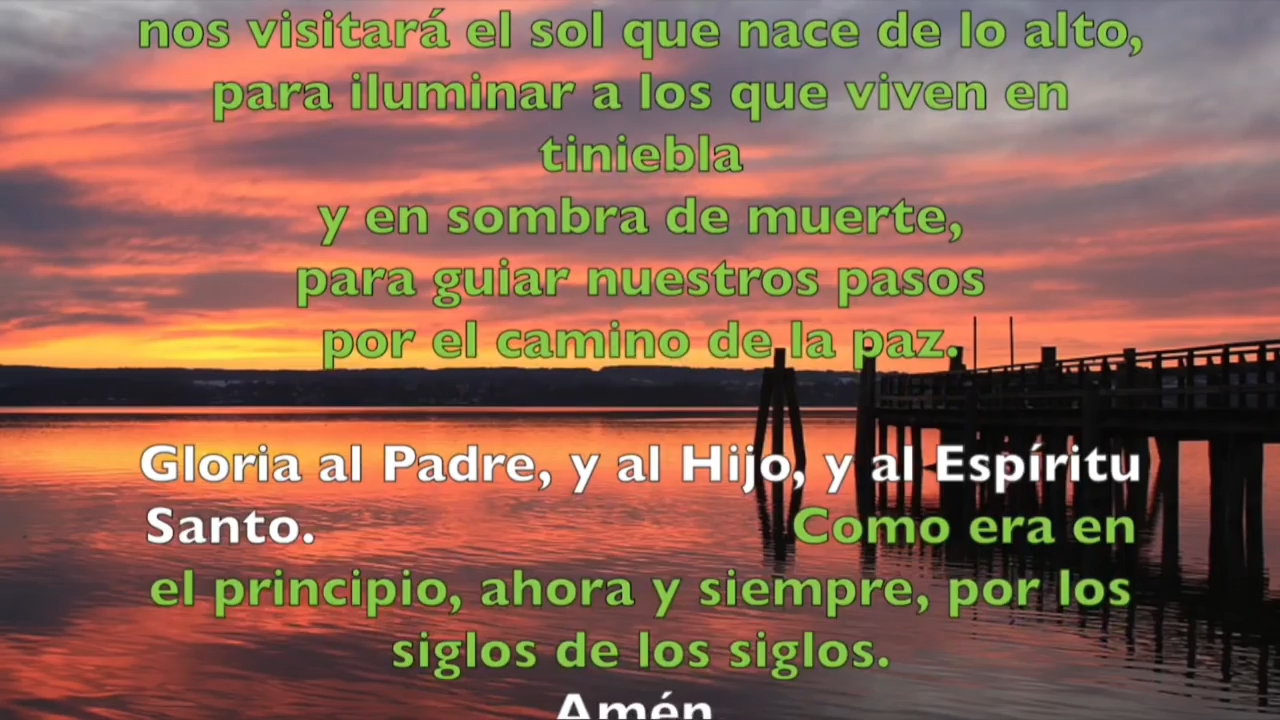 nos visitará el sol que nace de lo alto,
para iluminar a los que viven en
tiniebla
y en sombra de muerte,
para guiar nuestros pasos
por el camino de la paz.
Gloria al Padre, y al Hijo, y al Espíritu
Santo. Como era en
el principio, ahora y siempre, por los
siglos de los siglos.
Amén